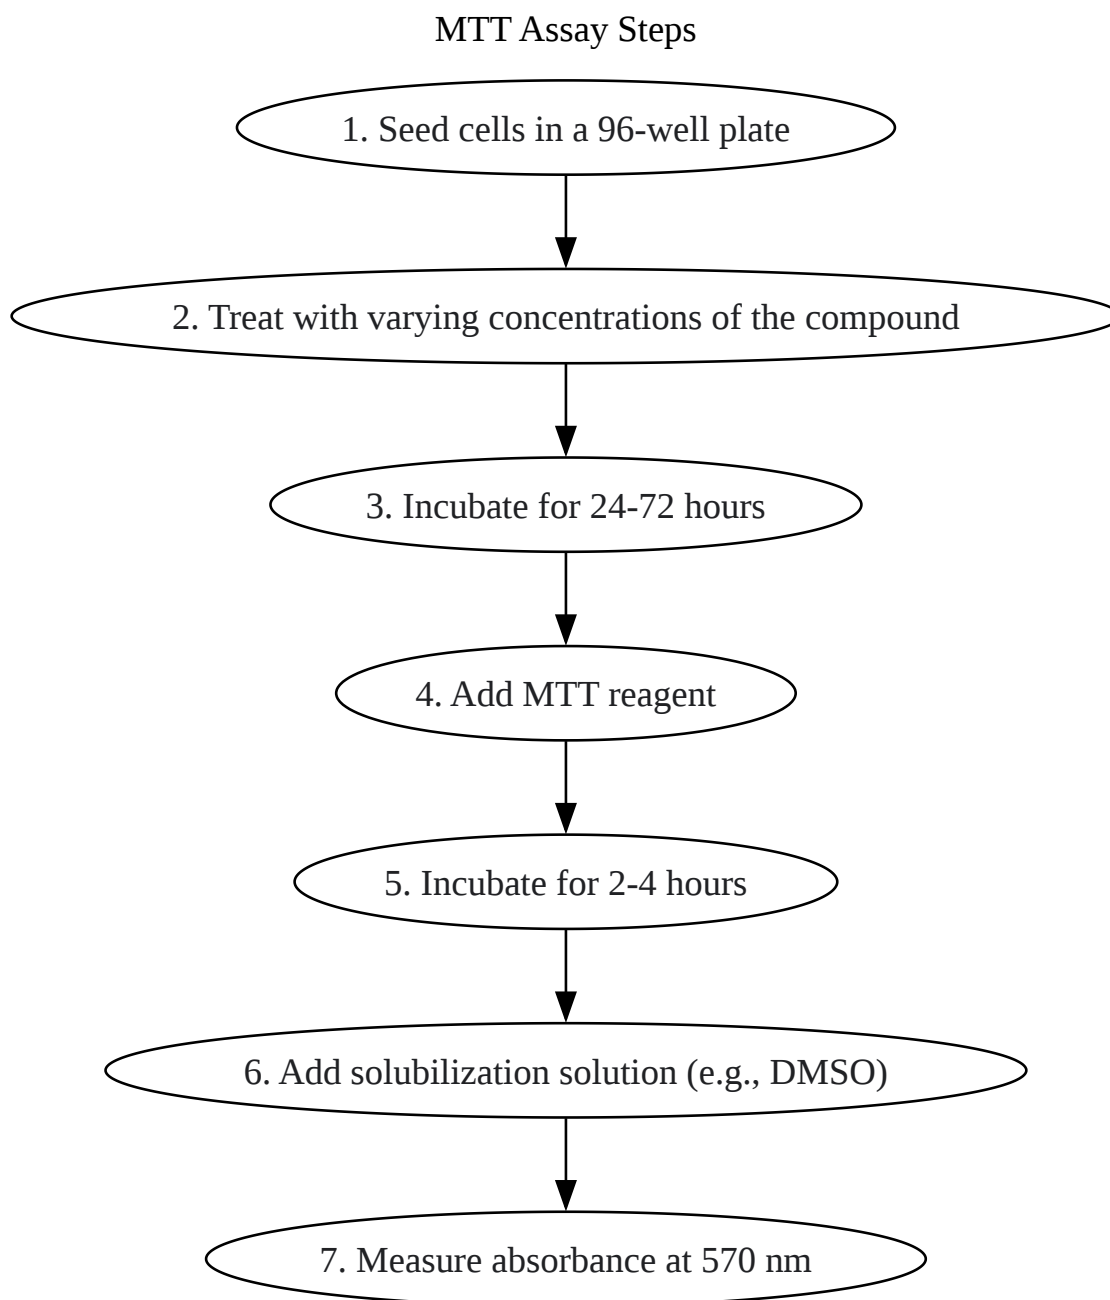 MTT Assay Steps
1. Seed cells in a 96-well plate
2. Treat with varying concentrations of the compound
3. Incubate for 24-72 hours
4. Add MTT reagent
5. Incubate for 2-4 hours
6. Add solubilization solution (e.g., DMSO)
7. Measure absorbance at 570 nm